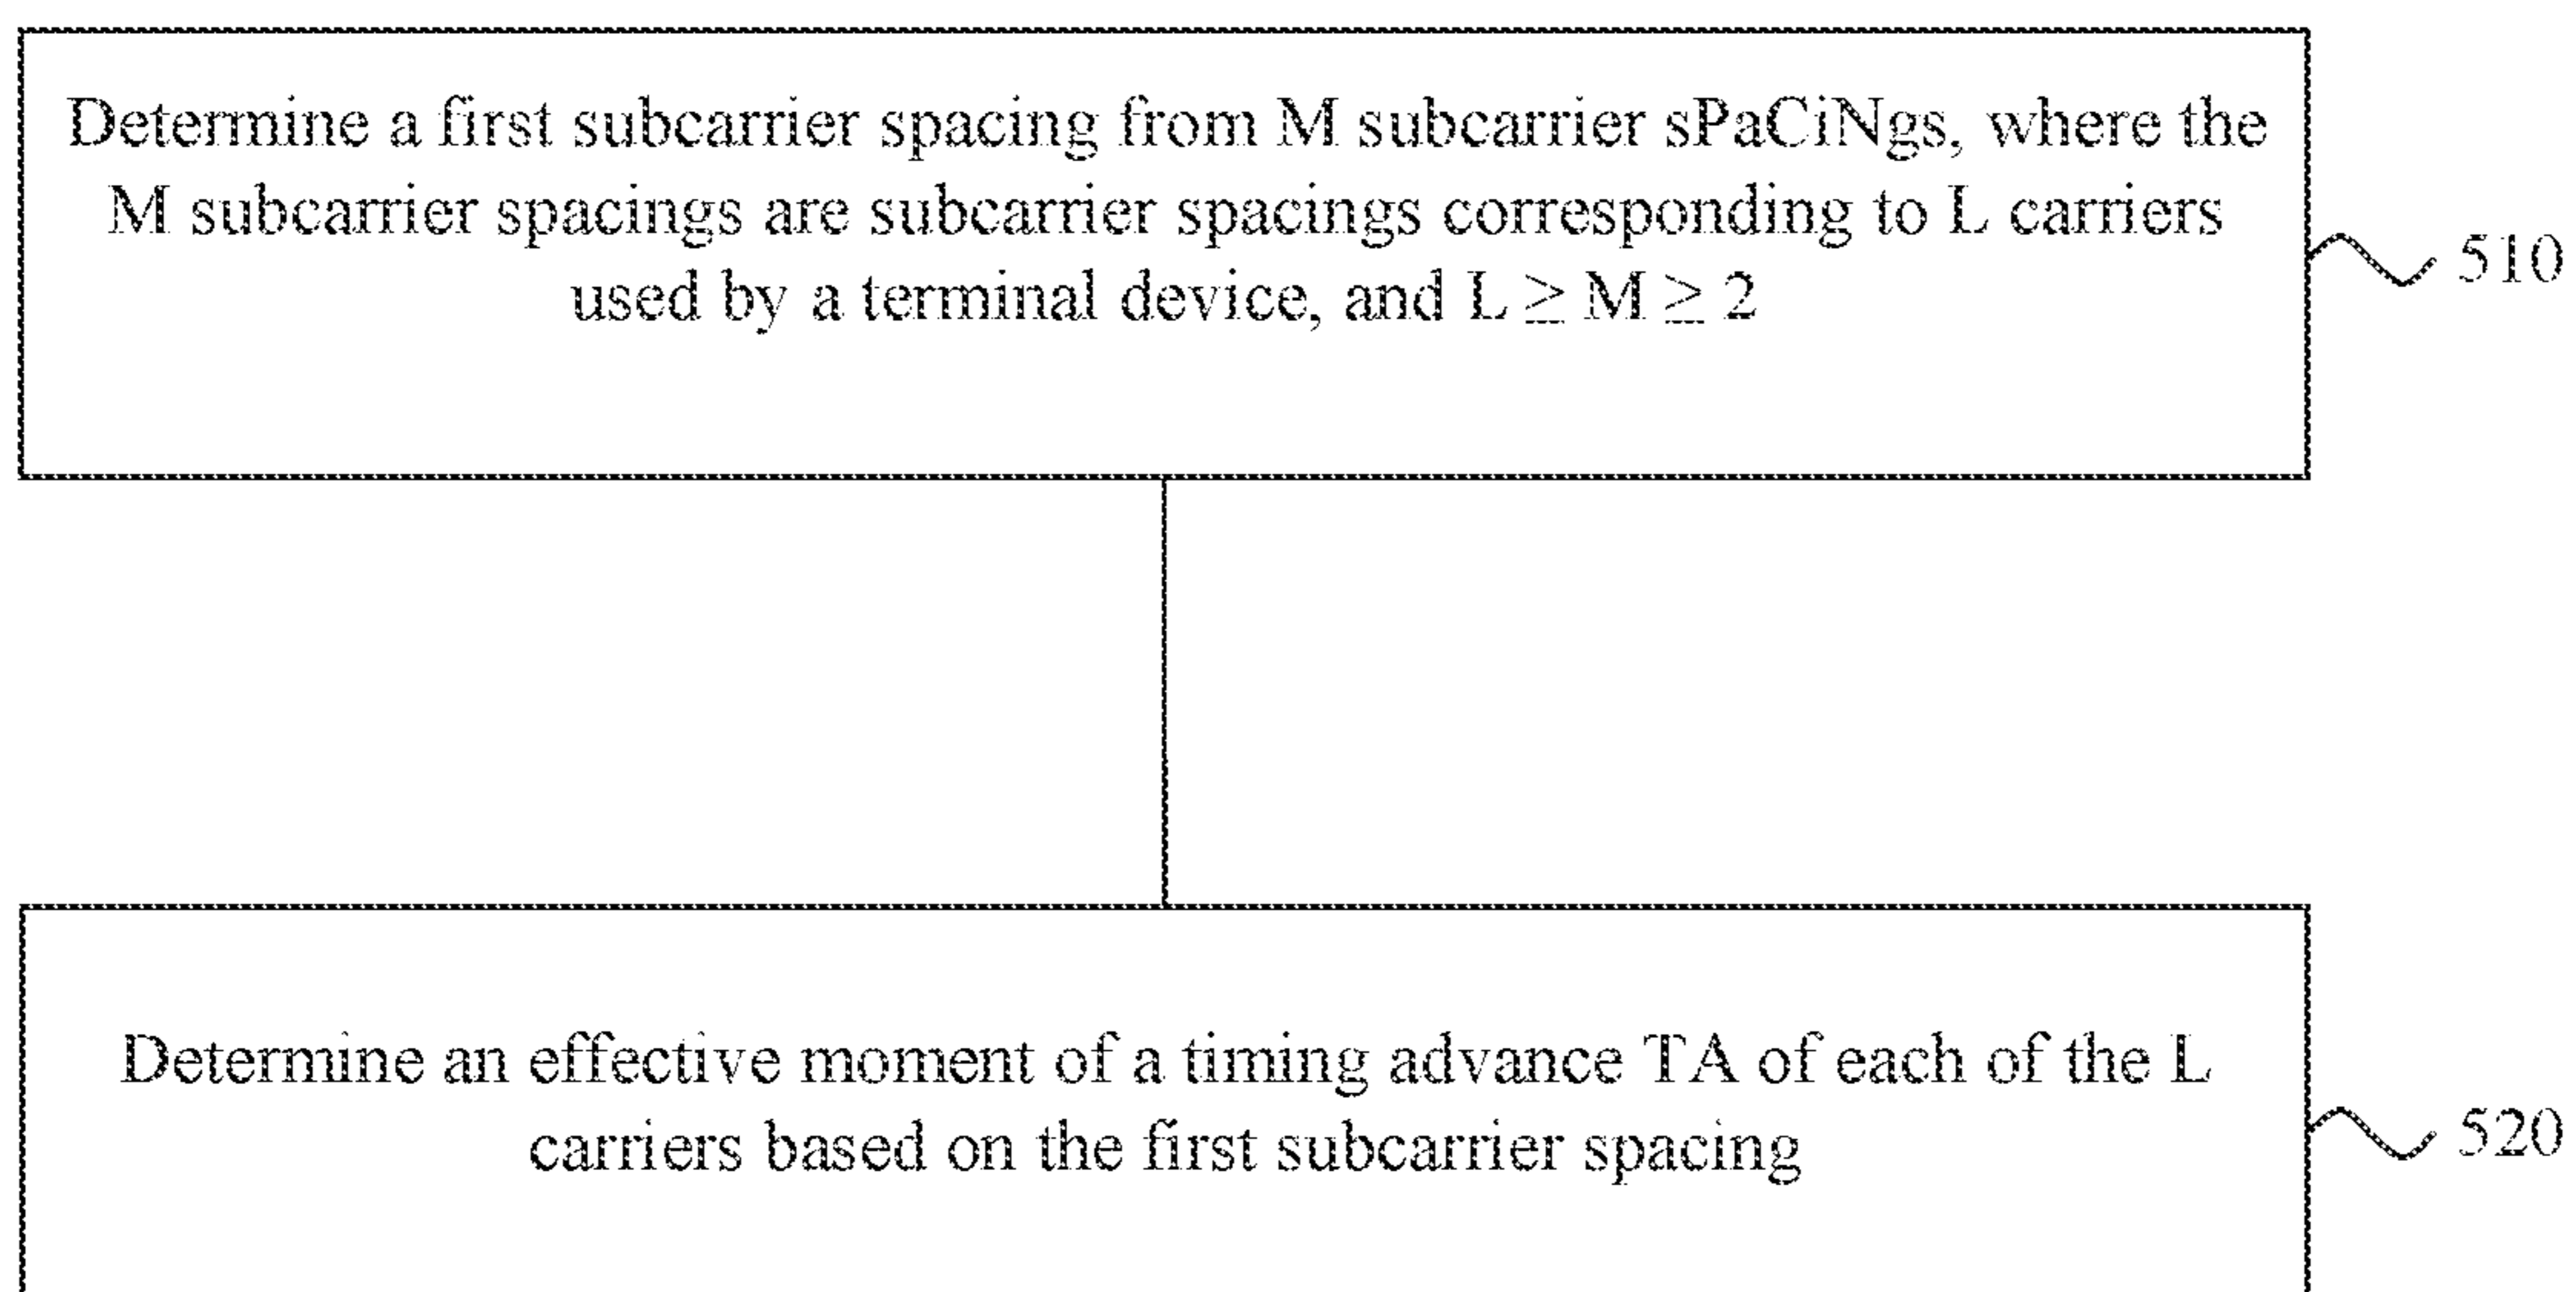 Determine a first subcarrier spacing from M subcarrier sPaCiNgs, where the
M subcarrier spacings are subcarrier spacings corresponding to L carriers
used by a terminal device, and L ≥ M ≥ 2
510
Determine an effective moment of a timing advance TA of each of the L
carriers based on the first subcarrier spacing
520